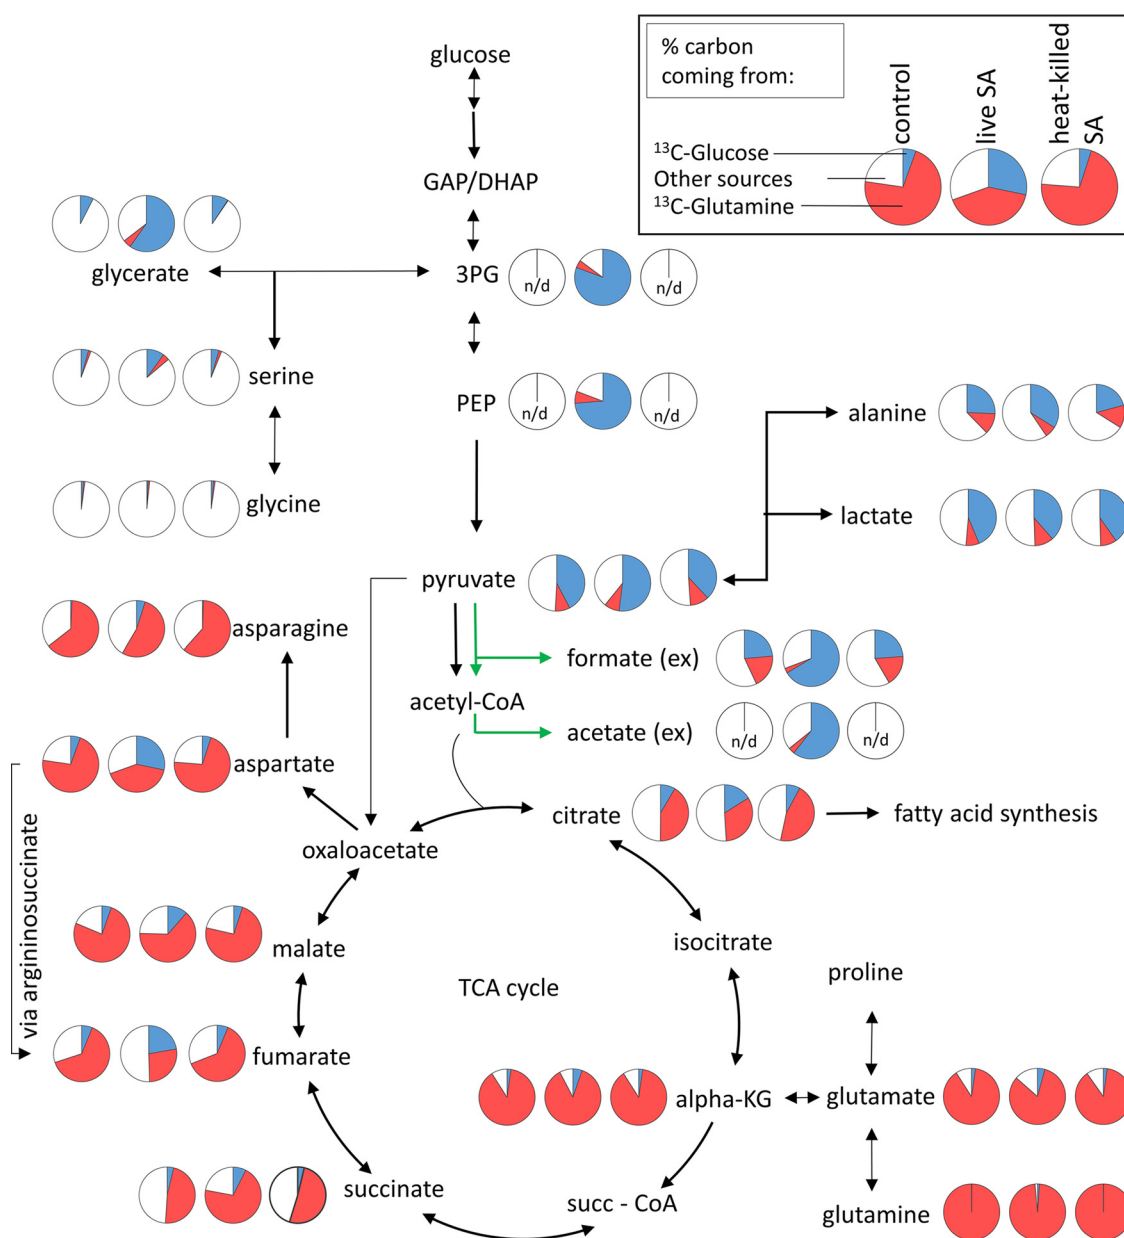 glucose
% carbon
coming from:
control
live SA
heat-killed
SA
13C-Glucose
Other sources
13C-Glutamine
GAP/DHAP
glycerate
3PG
n/d
n/d
serine
PEP
n/d
n/d
alanine
glycine
lactate
pyruvate
asparagine
formate (ex)
acetyl-CoA
acetate (ex)
n/d
n/d
aspartate
citrate
fatty acid synthesis
oxaloacetate
via argininosuccinate
malate
isocitrate
proline
TCA cycle
fumarate
alpha-KG
glutamate
succinate
succ - CoA
glutamine